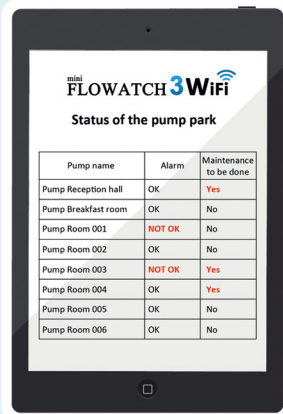 mini
FLOWATCH 3 WiFi
Status of the pump park
Pump name Alarm Maintenance to be done
Pump Reception hall OK Yes
Pump Breakfast room OK No
Pump Room 001 NOT OK No
Pump Room 002 OK No
Pump Room 003 NOT OK Yes
Pump Room 004 OK Yes
Pump Room 005 OK No
Pump Room 006 OK No